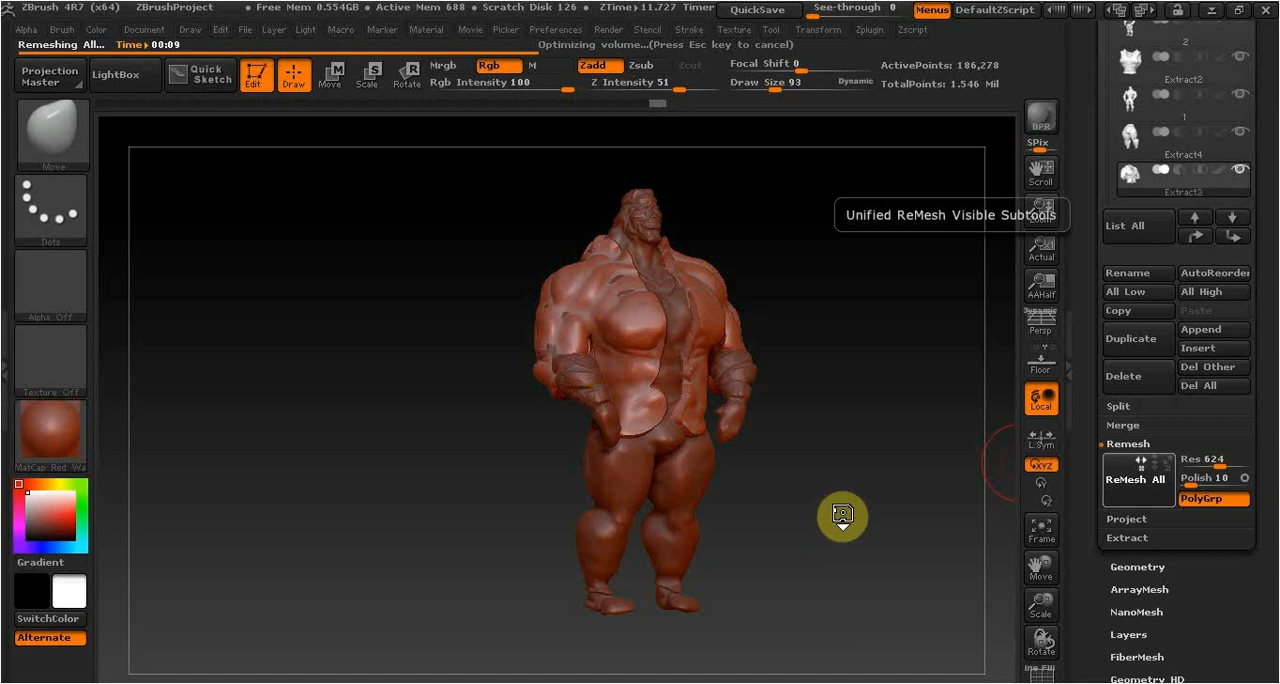 ZBrush 4R7 (x64) ZBrushProject • Free Mem 0.554GB • Active Mem 688 • Scratch Disk 126 • ZTime▸11.727 Timer QuickSave See-through 0 Menus DefaultZScript
Alpha Brush Color Document Draw Edit File Layer Light Macro Marker Material Movie Picker Preferences Render Stencil Stroke Texture Tool Transform Zplugin Zscript
Remeshing All... Time▸ 00:09 Optimizing volume...(Press Esc key to cancel)
Projection Master
LightBox
Quick Sketch
Edit
Draw
Move
Scale
Rotate
Mrgb Rgb M
Rgb Intensity 100
Zadd Zsub Zcut
Z Intensity 51
Focal Shift 0
Draw Size 93 Dynamic
ActivePoints: 186,278
TotalPoints: 1.546 Mil
Move
Dots
Alpha Off
Texture Off
MatCap Red Wa
Gradient
SwitchColor
Alternate
Unified ReMesh Visible Subtools
BPR
SPix
Scroll
Zoom
Actual
AAHalf
Dynamic
Persp
Floor
Local
L.Sym
XYZ
Y
Z
Frame
Move
Scale
Rotate
Line Fill
2
Extract2
1
Extract4
Extract3
List All
Rename AutoReorder
All Low All High
Copy Paste
Duplicate Append
Insert
Delete Del Other
Del All
Split
Merge
Remesh
ReMesh All
Res 624
Polish 10
PolyGrp
Project
Extract
Geometry
ArrayMesh
NanoMesh
Layers
FiberMesh
Geometry HD